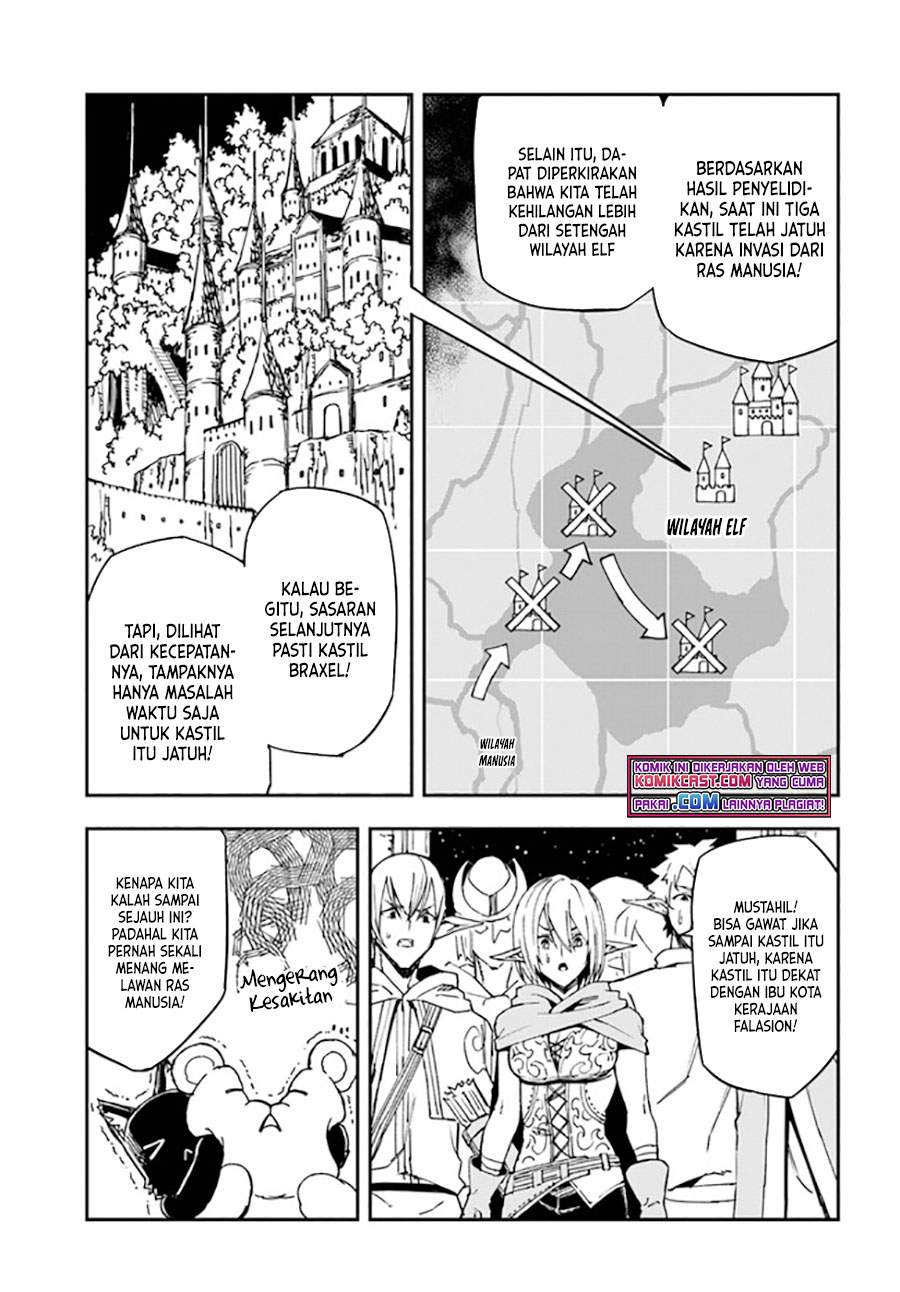 BERDASARKAN
HASIL PENYELIDI-
KAN, SAAT INI TIGA
KASTIL TELAH JATUH
KARENA INVASI DARI
RAS MANUSIA!
SELAIN ITU, DA-
PAT DIPERKIRAKAN
BAHWA KITA TELAH
KEHILANGAN LEBIH
DARI SETENGAH
WILAYAH ELF
WILAYAH ELF
WILAYAH
MANUSIA
KOMIK INI DIKERJAKAN OLEH WEB
KOMIKCAST.COM YANG CUMA
PAKAI .COM LAINNYA PLAGIAT!
KALAU BE-
GITU, SASARAN
SELANJUTNYA
PASTI KASTIL
BRAXEL!
TAPI, DILIHAT
DARI KECEPATAN-
NYA, TAMPAKNYA
HANYA MASALAH
WAKTU SAJA
UNTUK KASTIL
ITU JATUH!
MUSTAHIL!
BISA GAWAT JIKA
SAMPAI KASTIL ITU
JATUH, KARENA
KASTIL ITU DEKAT
DENGAN IBU KOTA
KERAJAAN
FALASION!
KENAPA KITA
KALAH SAMPAI
SEJAUH INI?
PADAHAL KITA
PERNAH SEKALI
MENANG ME-
LAWAN RAS
MANUSIA!
Mengerang
Kesakitan